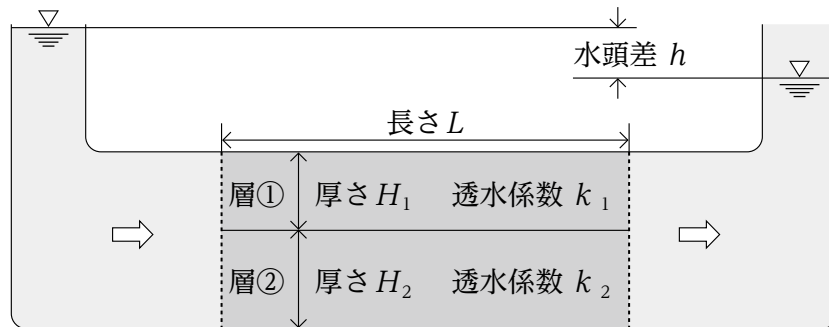 水頭差 h
長さ L
層① 厚さ H₁ 透水係数 k₁
層② 厚さ H₂ 透水係数 k₂